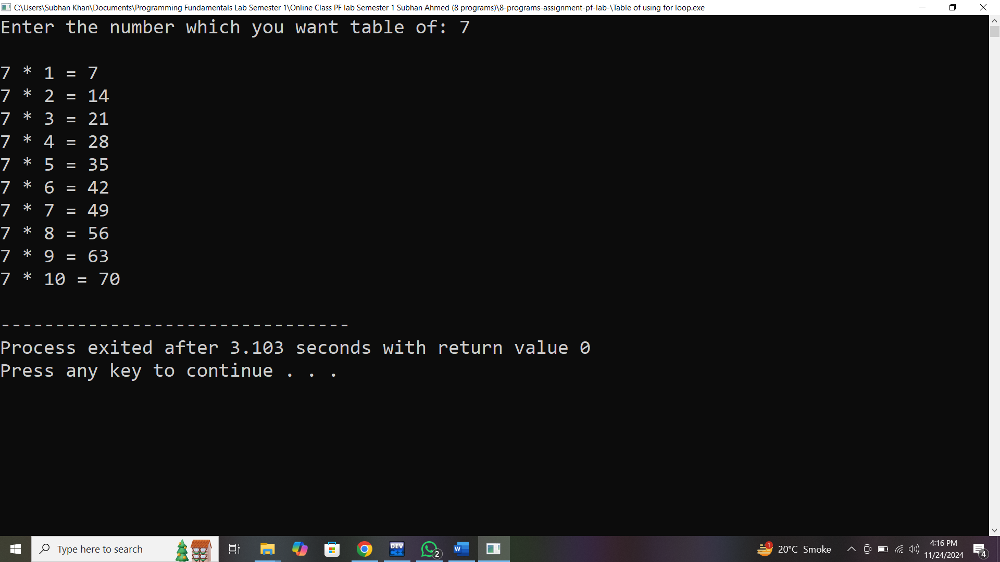 C:\Users\Subhan Khan\Documents\Programming Fundamentals Lab Semester 1\Online Class PF lab Semester 1 Subhan Ahmed (8 programs)\8-programs-assignment-pf-lab-\Table of using for loop.exe
Enter the number which you want table of: 7
7 * 1 = 7
7 * 2 = 14
7 * 3 = 21
7 * 4 = 28
7 * 5 = 35
7 * 6 = 42
7 * 7 = 49
7 * 8 = 56
7 * 9 = 63
7 * 10 = 70
--------------------------------
Process exited after 3.103 seconds with return value 0
Press any key to continue . . .
Type here to search
DEV
2
W
1
20°C Smoke
4:16 PM
11/24/2024
4